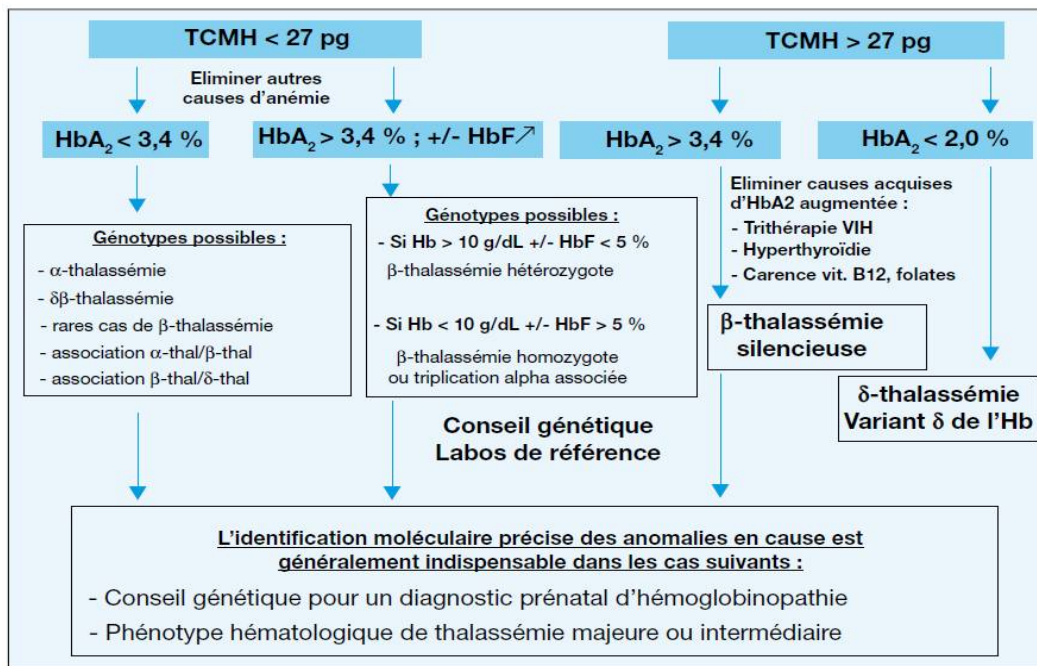 TCMH < 27 pg
TCMH > 27 pg
Eliminer autres
causes d'anémie
HbA₂ < 3,4 %
HbA₂ > 3,4 % ; +/- HbF↗
HbA₂ > 3,4 %
HbA₂ < 2,0 %
Génotypes possibles :
- α-thalassémie
- δβ-thalassémie
- rares cas de β-thalassémie
- association α-thal/β-thal
- association β-thal/δ-thal
Génotypes possibles :
- Si Hb > 10 g/dL +/- HbF < 5 %
β-thalassémie hétérozygote
- Si Hb < 10 g/dL +/- HbF > 5 %
β-thalassémie homozygote
ou triplication alpha associée
Eliminer causes acquises
d'HbA2 augmentée :
- Trithérapie VIH
- Hyperthyroïdie
- Carence vit. B12, folates
β-thalassémie
silencieuse
δ-thalassémie
Variant δ de l'Hb
Conseil génétique
Labos de référence
L'identification moléculaire précise des anomalies en cause est
généralement indispensable dans les cas suivants :
- Conseil génétique pour un diagnostic prénatal d'hémoglobinopathie
- Phénotype hématologique de thalassémie majeure ou intermédiaire